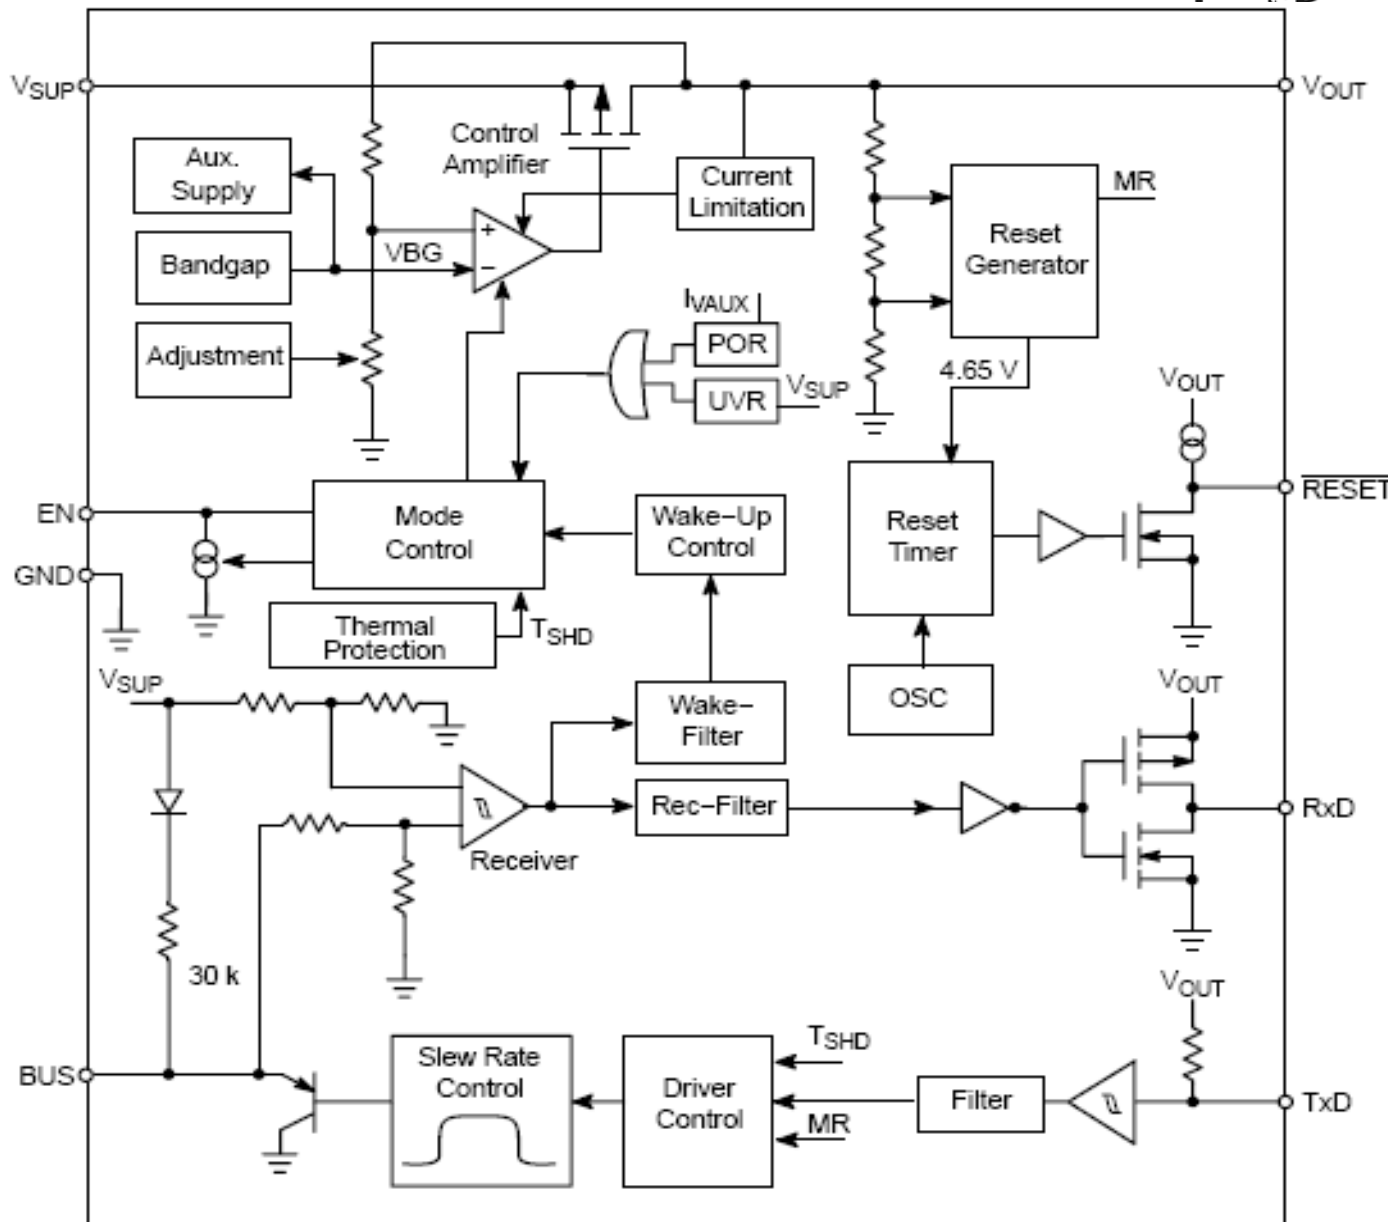 VSUP
VOUT
Control
Amplifier
Aux.
Supply
Current
Limitation
MR
Reset
Generator
VBG
+
−
Bandgap
IVAUX
POR
Adjustment
4.65 V
VSUP
UVR
VOUT
EN
Mode
Control
Wake−Up
Control
Reset
Timer
RESET
GND
Thermal
Protection
TSHD
VSUP
Wake−
Filter
OSC
VOUT
Rec−Filter
RxD
Receiver
30 k
VOUT
BUS
Slew Rate
Control
Driver
Control
TSHD
MR
Filter
TxD